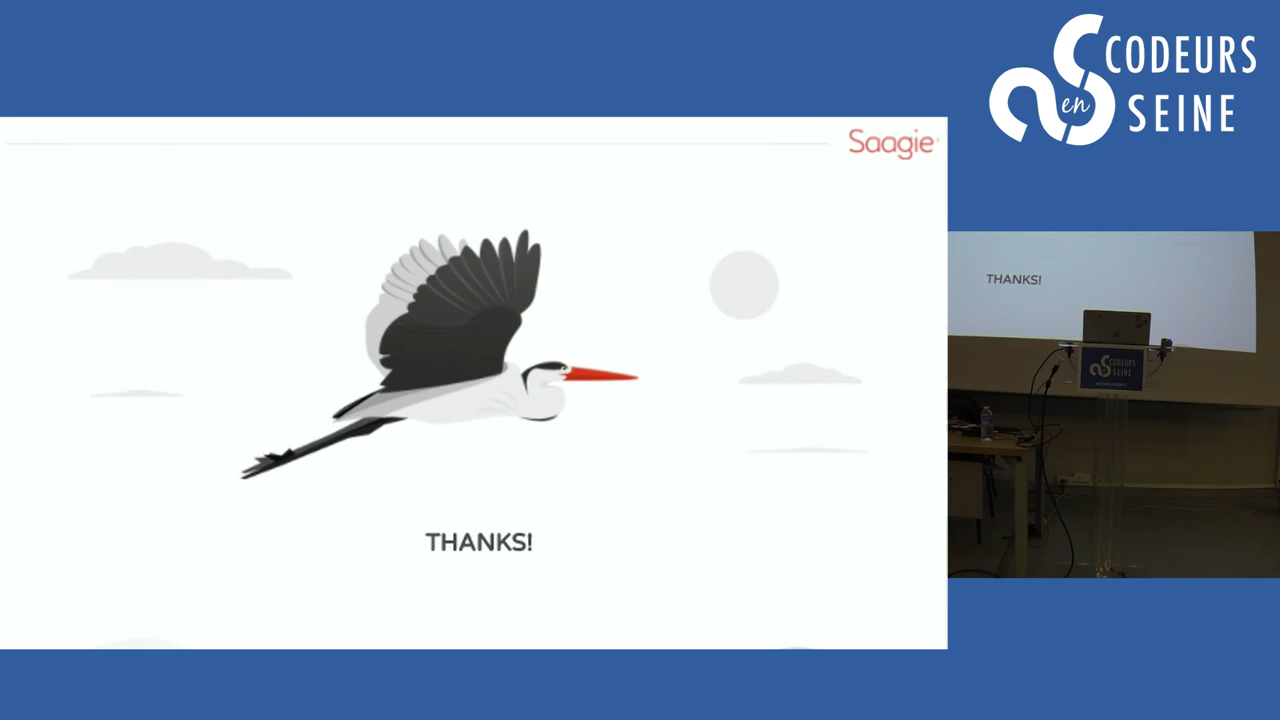 CODEURS
en
SEINE
Saagie
THANKS!
THANKS!
CODEURS
SEINE